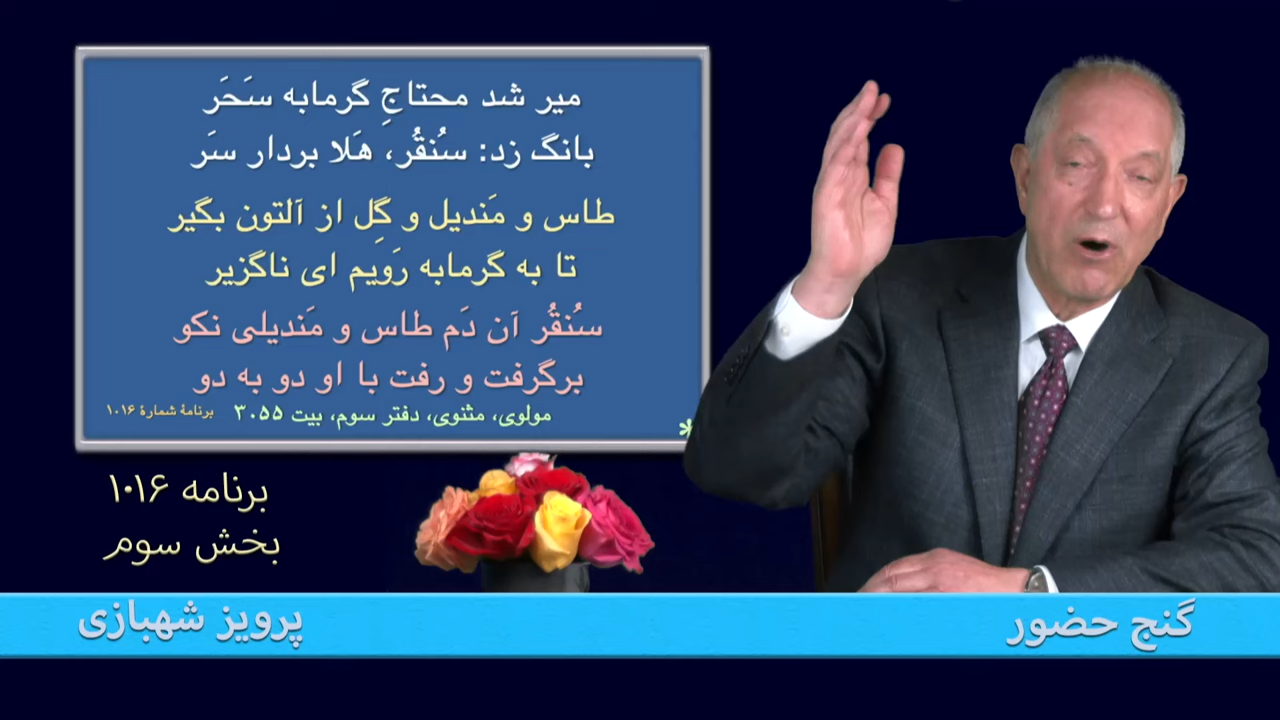 میر شد محتاجِ گرمابه سَحَر
بانگ زد: سُنقُر، هَلا بردار سَر
طاس و مَندیل و گِل از آلتون بگیر
تا به گرمابه رَویم ای ناگزیر
سُنقُر آن دَم طاس و مَندیلی نکو
برگرفت و رفت با او دو به دو
مولوی، مثنوی، دفتر سوم، بیت ۳۰۵۵
برنامهٔ شمارهٔ ۱۰۱۶
*
برنامه ۱۰۱۶
بخش سوم
گنج حضور
پرویز شهبازی